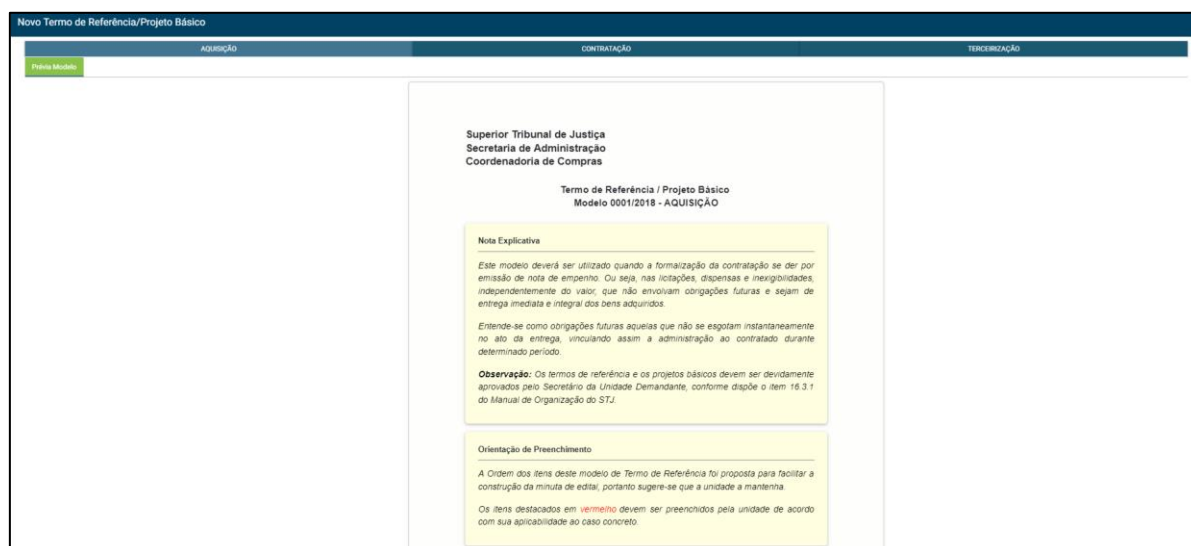 Novo Termo de Referência/Projeto Básico
AQUISIÇÃO
CONTRATAÇÃO
TERCEIRIZAÇÃO
Prévia Modelo
Superior Tribunal de Justiça
Secretaria de Administração
Coordenadoria de Compras
Termo de Referência / Projeto Básico
Modelo 0001/2018 - AQUISIÇÃO
Nota Explicativa
Este modelo deverá ser utilizado quando a formalização da contratação se der por
emissão de nota de empenho. Ou seja, nas licitações, dispensas e inexigibilidades,
independentemente do valor, que não envolvam obrigações futuras e sejam de
entrega imediata e integral dos bens adquiridos.
Entende-se como obrigações futuras aquelas que não se esgotam instantaneamente
no ato da entrega, vinculando assim a administração ao contratado durante
determinado período.
Observação: Os termos de referência e os projetos básicos devem ser devidamente
aprovados pelo Secretário da Unidade Demandante, conforme dispõe o item 16.3.1
do Manual de Organização do STJ.
Orientação de Preenchimento
A Ordem dos itens deste modelo de Termo de Referência foi proposta para facilitar a
construção da minuta de edital, portanto sugere-se que a unidade a mantenha.
Os itens destacados em vermelho devem ser preenchidos pela unidade de acordo
com sua aplicabilidade ao caso concreto.